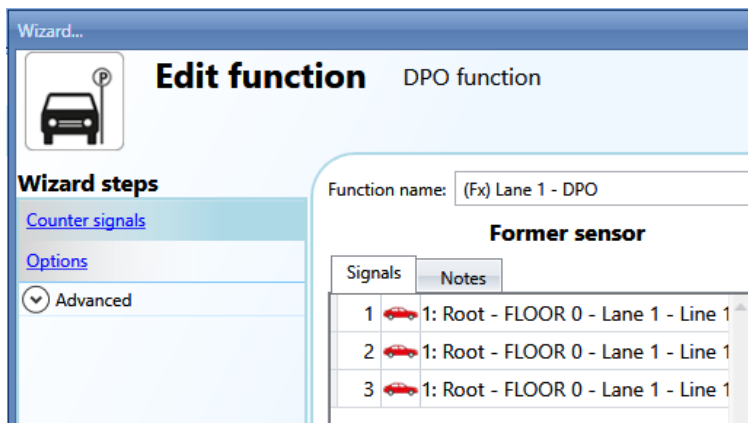 Wizard...
P
Edit function
DPO function
Wizard steps
Counter signals
Options
Advanced
Function name: (Fx) Lane 1 - DPO
Former sensor
Signals
Notes
1 1: Root - FLOOR 0 - Lane 1 - Line 1
2 1: Root - FLOOR 0 - Lane 1 - Line 1
3 1: Root - FLOOR 0 - Lane 1 - Line 1